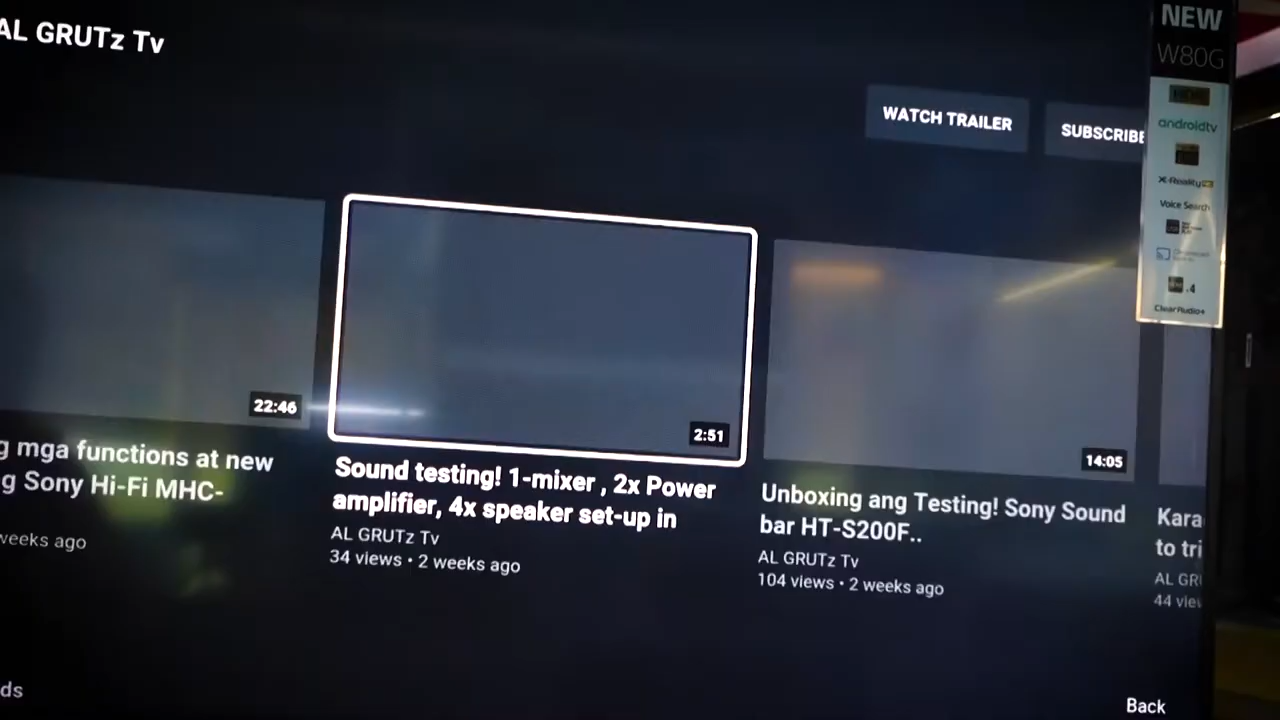 AL GRUTz Tv
NEW
W80G
androidtv
X-Reality
Voice Search
.4
ClearAudio+
WATCH TRAILER
SUBSCRIBE
22:46
2:51
14:05
g mga functions at new
g Sony Hi-Fi MHC-
weeks ago
Sound testing! 1-mixer , 2x Power
amplifier, 4x speaker set-up in
AL GRUTz Tv
34 views • 2 weeks ago
Unboxing ang Testing! Sony Sound
bar HT-S200F..
AL GRUTz Tv
104 views • 2 weeks ago
Kara
to tri
AL GR
44 vie
ds
Back